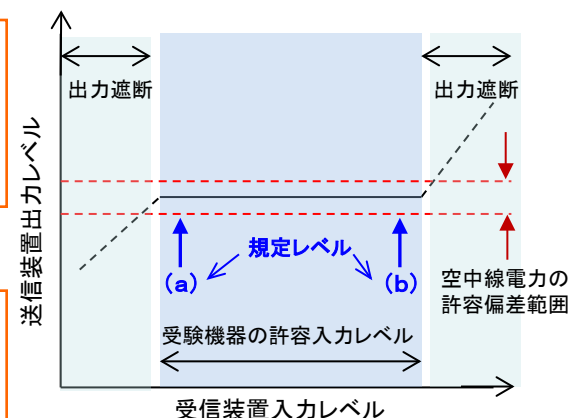 出力遮断
出力遮断
送信装置出力レベル
規定レベル
(a)
(b)
空中線電力の
許容偏差範囲
受験機器の許容入力レベル
受信装置入力レベル